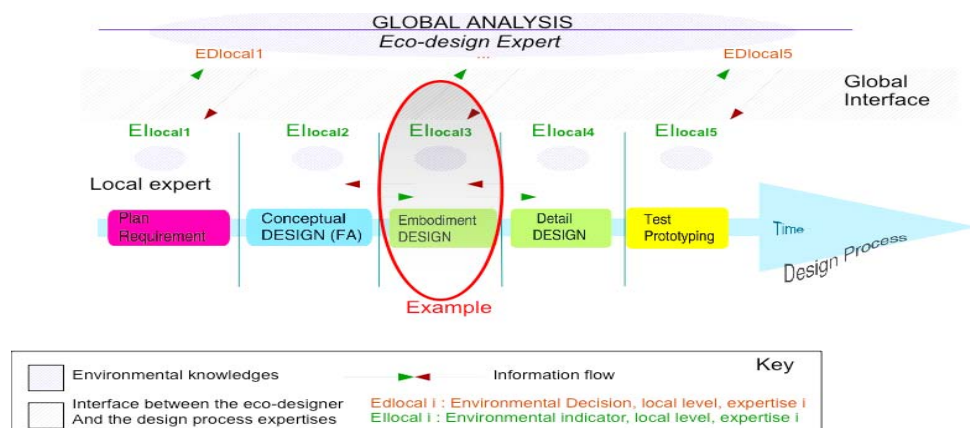 GLOBAL ANALYSIS
Eco-design Expert
EDlocal1 ... EDlocal5
Global
Interface
EIlocal1 EIlocal2 EIlocal3 EIlocal4 EIlocal5
Local expert
Plan
Requirement
Conceptual
DESIGN (FA)
Embodiment
DESIGN
Detail
DESIGN
Test
Prototyping
Time
Design Process
Example
Key
Environmental knowledges
Information flow
Interface between the eco-designer
And the design process expertises
Edlocal i : Environmental Decision, local level, expertise i
EIlocal i : Environmental indicator, local level, expertise i